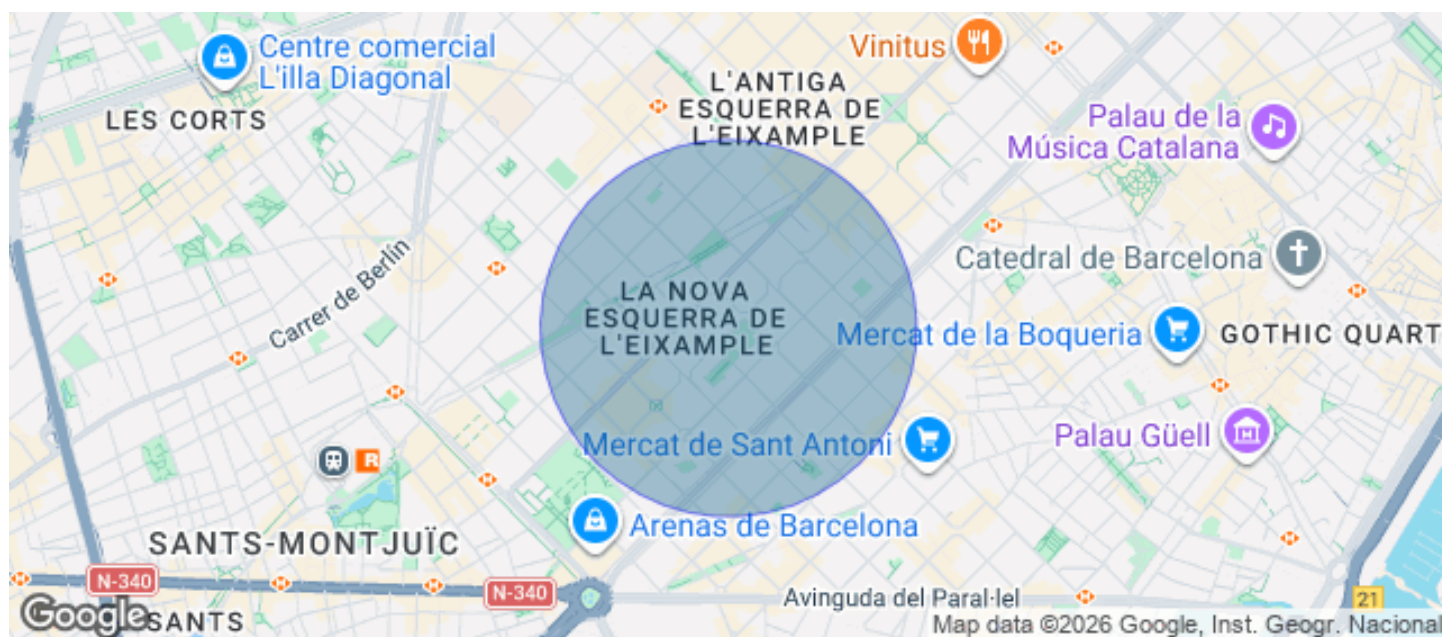 Centre comercial
L'illa Diagonal
LES CORTS
L'ANTIGA
ESQUERRA DE
L'EIXAMPLE
Vinitus
Palau de la
Música Catalana
Catedral de Barcelona
Carrer de Berlín
LA NOVA
ESQUERRA DE
L'EIXAMPLE
Mercat de la Boqueria
GOTHIC QUART
Mercat de Sant Antoni
Palau Güell
R
Arenas de Barcelona
SANTS-MONTJUÏC
N-340
N-340
Avinguda del Paral·lel
21
Google
SANTS
Map data ©2026 Google, Inst. Geogr. Nacional